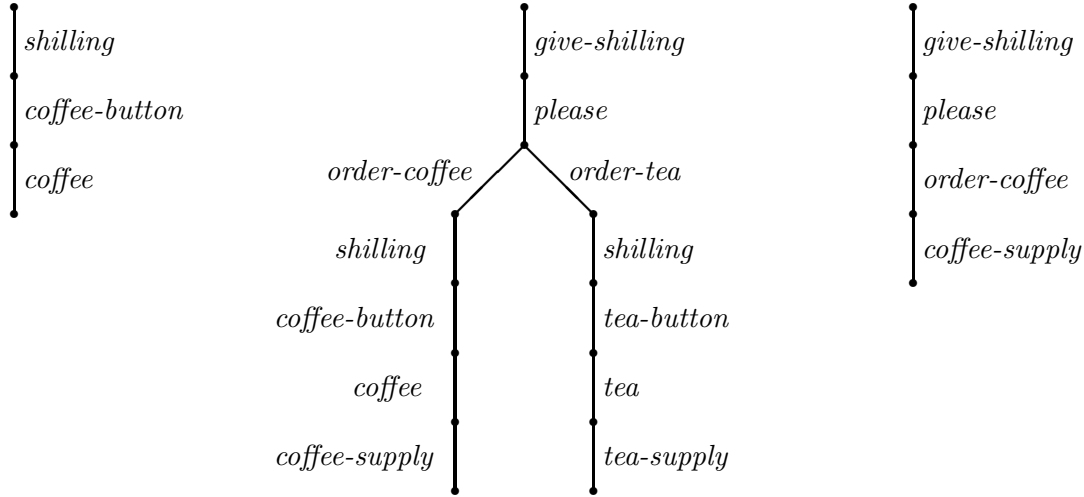 shilling
coffee-button
coffee
give-shilling
please
order-coffee
order-tea
shilling
coffee-button
coffee
coffee-supply
shilling
tea-button
tea
tea-supply
give-shilling
please
order-coffee
coffee-supply